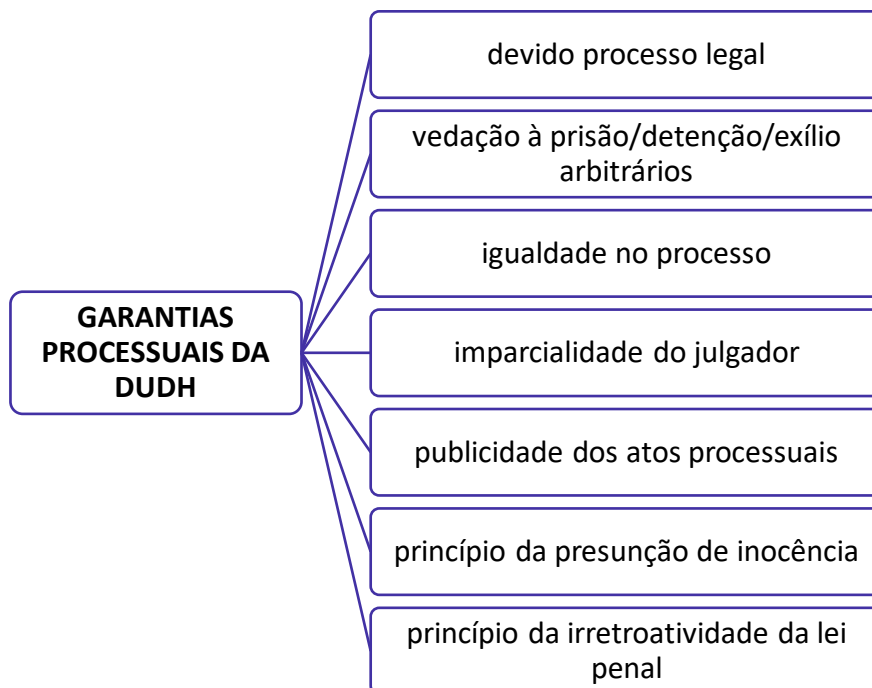 GARANTIAS
PROCESSUAIS DA
DUDH
devido processo legal
vedação à prisão/detenção/exílio
arbitrários
igualdade no processo
imparcialidade do julgador
publicidade dos atos processuais
princípio da presunção de inocência
princípio da irretroatividade da lei
penal